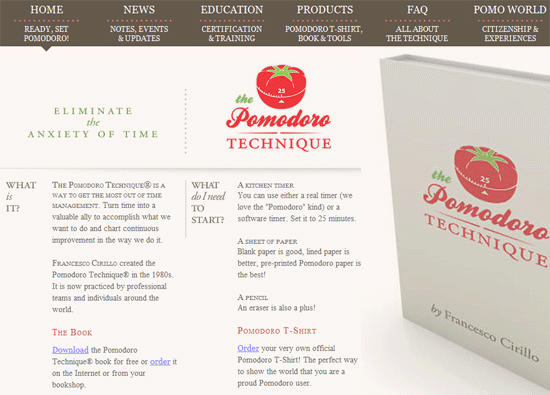 HOME
READY, SET
POMODORO!
NEWS
NOTES, EVENTS
& UPDATES
EDUCATION
CERTIFICATION
& TRAINING
PRODUCTS
POMODORO T-SHIRT,
BOOK & TOOLS
FAQ
ALL ABOUT
THE TECHNIQUE
POMO WORLD
CITIZENSHIP &
EXPERIENCES
ELIMINATE
the
ANXIETY OF TIME
25
the
Pomodoro
TECHNIQUE
WHAT
is
IT?
THE POMODORO TECHNIQUE® IS A
WAY TO GET THE MOST OUT OF TIME
MANAGEMENT. Turn time into a
valuable ally to accomplish what we
want to do and chart continuous
improvement in the way we do it.
FRANCESCO CIRILLO created the
Pomodoro Technique® in the 1980s.
It is now practiced by professional
teams and individuals around the
world.
THE BOOK
Download the Pomodoro
Technique® book for free or order it
on the Internet or from your
bookshop.
WHAT
do I need
TO
START?
A KITCHEN TIMER
You can use either a real timer (we
love the "Pomodoro" kind) or a
software timer. Set it to 25 minutes.
A SHEET OF PAPER
Blank paper is good, lined paper is
better, pre-printed Pomodoro paper is
the best!
A PENCIL
An eraser is also a plus!
POMODORO T-SHIRT
Order your very own official
Pomodoro T-Shirt! The perfect way
to show the world that you are a
proud Pomodoro user.
25
the
Pomodoro
TECHNIQUE
by Francesco Cirillo